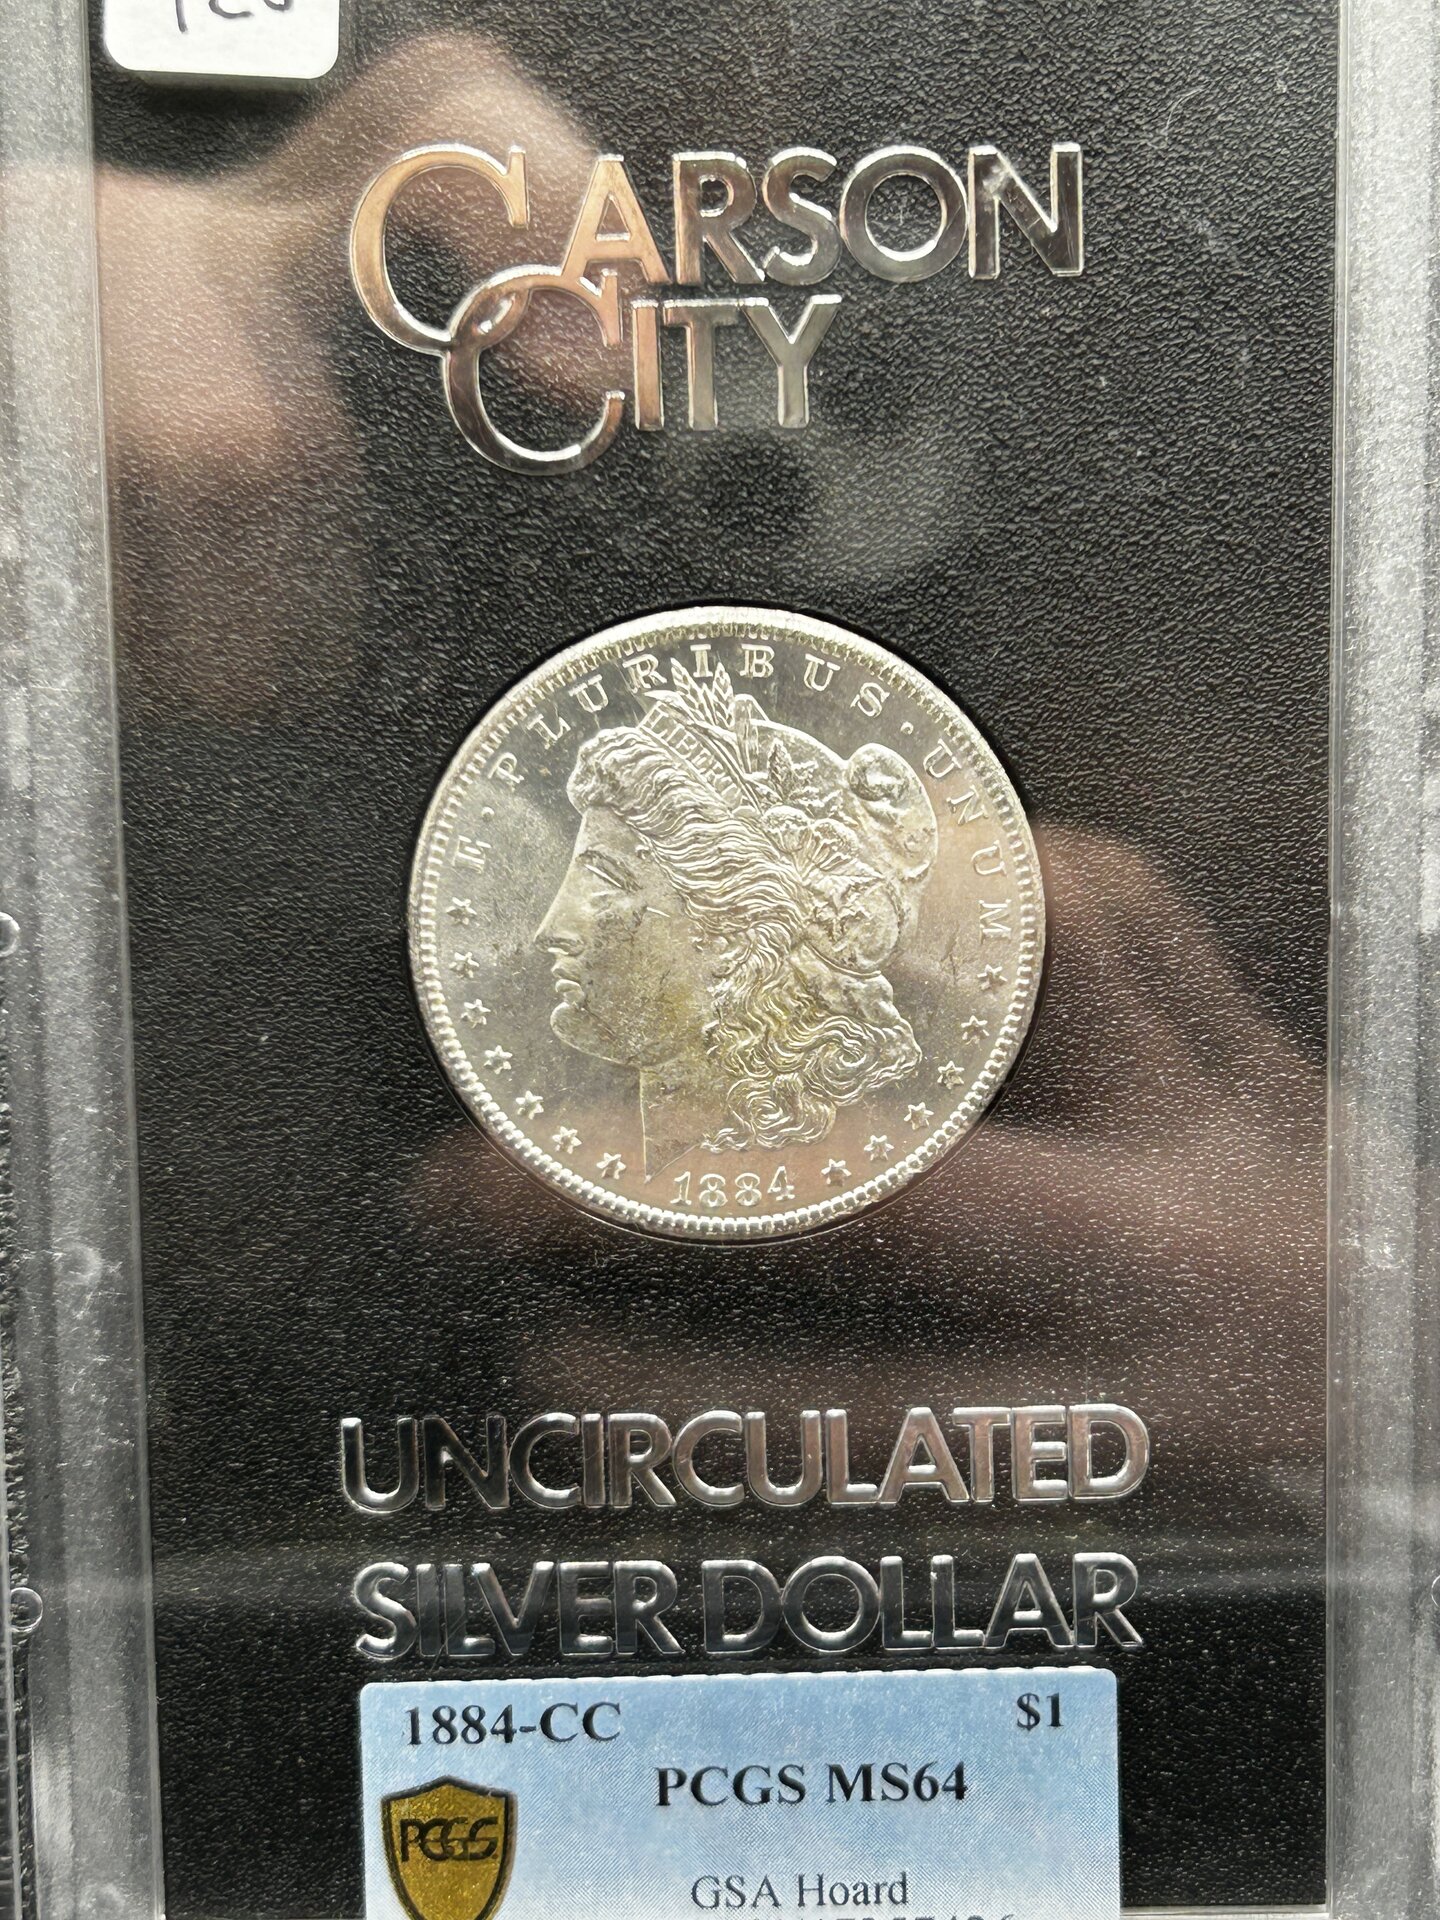 CARSON
CITY
E·PLURIBUS·UNUM
LIBERTY
1884
UNCIRCULATED
SILVER DOLLAR
1884-CC $1
PCGS MS64
PCGS
GSA Hoard